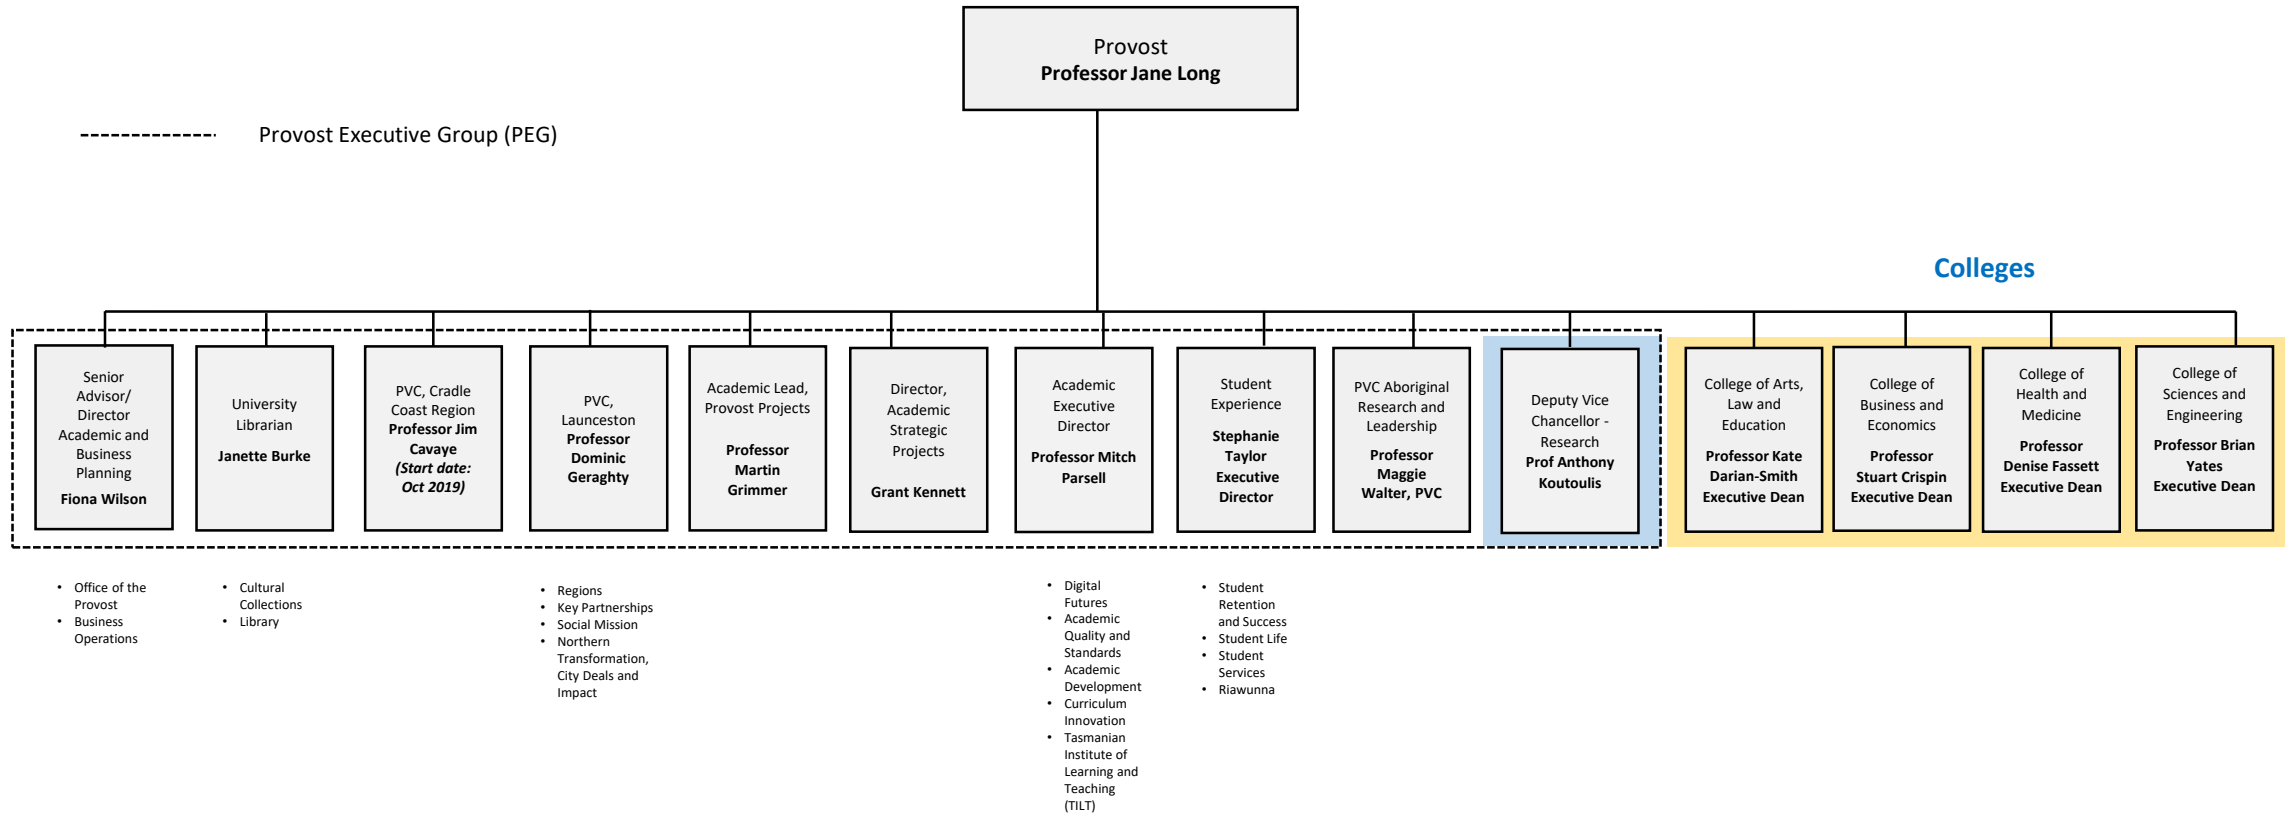 Provost
Professor Jane Long
Provost Executive Group (PEG)
Colleges
Senior
Advisor/
Director
Academic and
Business
Planning
Fiona Wilson
University
Librarian
Janette Burke
PVC, Cradle
Coast Region
Professor Jim
Cavaye
(Start date:
Oct 2019)
PVC,
Launceston
Professor
Dominic
Geraghty
Academic Lead,
Provost Projects
Professor
Martin
Grimmer
Director,
Academic
Strategic
Projects
Grant Kennett
Academic
Executive
Director
Professor Mitch
Parsell
Student
Experience
Stephanie
Taylor
Executive
Director
PVC Aboriginal
Research and
Leadership
Professor
Maggie
Walter, PVC
Deputy Vice
Chancellor -
Research
Prof Anthony
Koutoulis
College of Arts,
Law and
Education
Professor Kate
Darian-Smith
Executive Dean
College of
Business and
Economics
Professor
Stuart Crispin
Executive Dean
College of
Health and
Medicine
Professor
Denise Fassett
Executive Dean
College of
Sciences and
Engineering
Professor Brian
Yates
Executive Dean
• Office of the
Provost
• Business
Operations
• Cultural
Collections
• Library
• Regions
• Key Partnerships
• Social Mission
• Northern
Transformation,
City Deals and
Impact
• Digital
Futures
• Academic
Quality and
Standards
• Academic
Development
• Curriculum
Innovation
• Tasmanian
Institute of
Learning and
Teaching
(TILT)
• Student
Retention
and Success
• Student Life
• Student
Services
• Riawunna